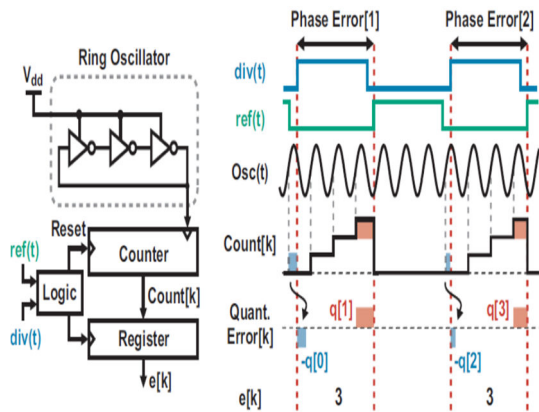 Ring Oscillator
Vdd
Reset
ref(t)
Logic
div(t)
Counter
Count[k]
Register
e[k]
Phase Error[1]
Phase Error[2]
div(t)
ref(t)
Osc(t)
Count[k]
Quant.
Error[k]
q[1]
q[3]
-q[0]
-q[2]
e[k]
3
3